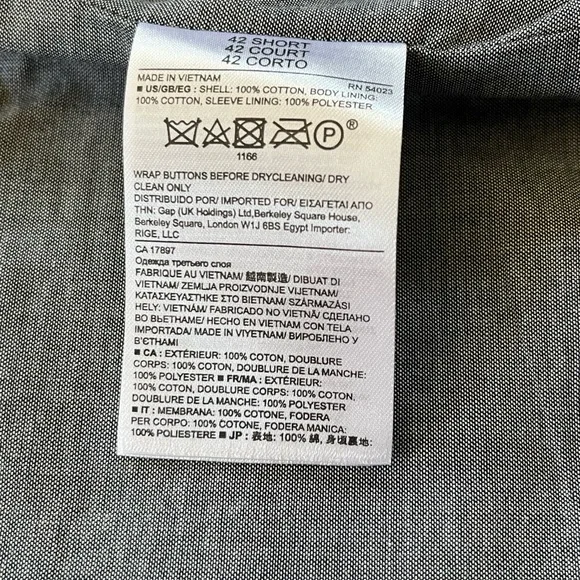 42 SHORT
42 COURT
42 CORTO
MADE IN VIETNAM RN 54023
■ US/GB/EG : SHELL: 100% COTTON, BODY LINING:
100% COTTON, SLEEVE LINING: 100% POLYESTER
P ®
1166
WRAP BUTTONS BEFORE DRYCLEANING/ DRY
CLEAN ONLY
DISTRIBUIDO POR/ IMPORTED FOR/ ΕΙΣΑΓΕΤΑΙ ΑΠΟ
ΤΗΝ: Gap (UK Holdings) Ltd,Berkeley Square House,
Berkeley Square, London W1J 6BS Egypt Importer:
RIGE, LLC
CA 17897
Одежда третьего слоя
FABRIQUE AU VIETNAM/ 越南製造/ DIBUAT DI
VIETNAM/ ZEMLJA PROIZVODNJE VIJETNAM/
ΚΑΤΑΣΚΕΥΑΣΤΗΚΕ ΣΤΟ ΒΙΕΤΝΑΜ/ SZÁRMAZÁSI
HELY: VIETNÁM/ FABRICADO NO VIETNÃ/ СДЕЛАНО
ВО ВЬЕТНАМЕ/ HECHO EN VIETNAM CON TELA
IMPORTADA/ MADE IN VIYETNAM/ ВИРОБЛЕНО У
В'ЄТНАМІ
■ CA : EXTÉRIEUR: 100% COTON, DOUBLURE
CORPS: 100% COTON, DOUBLURE DE LA MANCHE:
100% POLYESTER ■ FR/MA : EXTÉRIEUR: 100%
COTON, DOUBLURE CORPS: 100% COTON,
DOUBLURE DE LA MANCHE: 100% POLYESTER
■ IT : MEMBRANA: 100% COTONE, FODERA
PER CORPO: 100% COTONE, FODERA MANICA:
100% POLIESTERE ■ JP : 表地: 100% 綿, 身頃裏地: